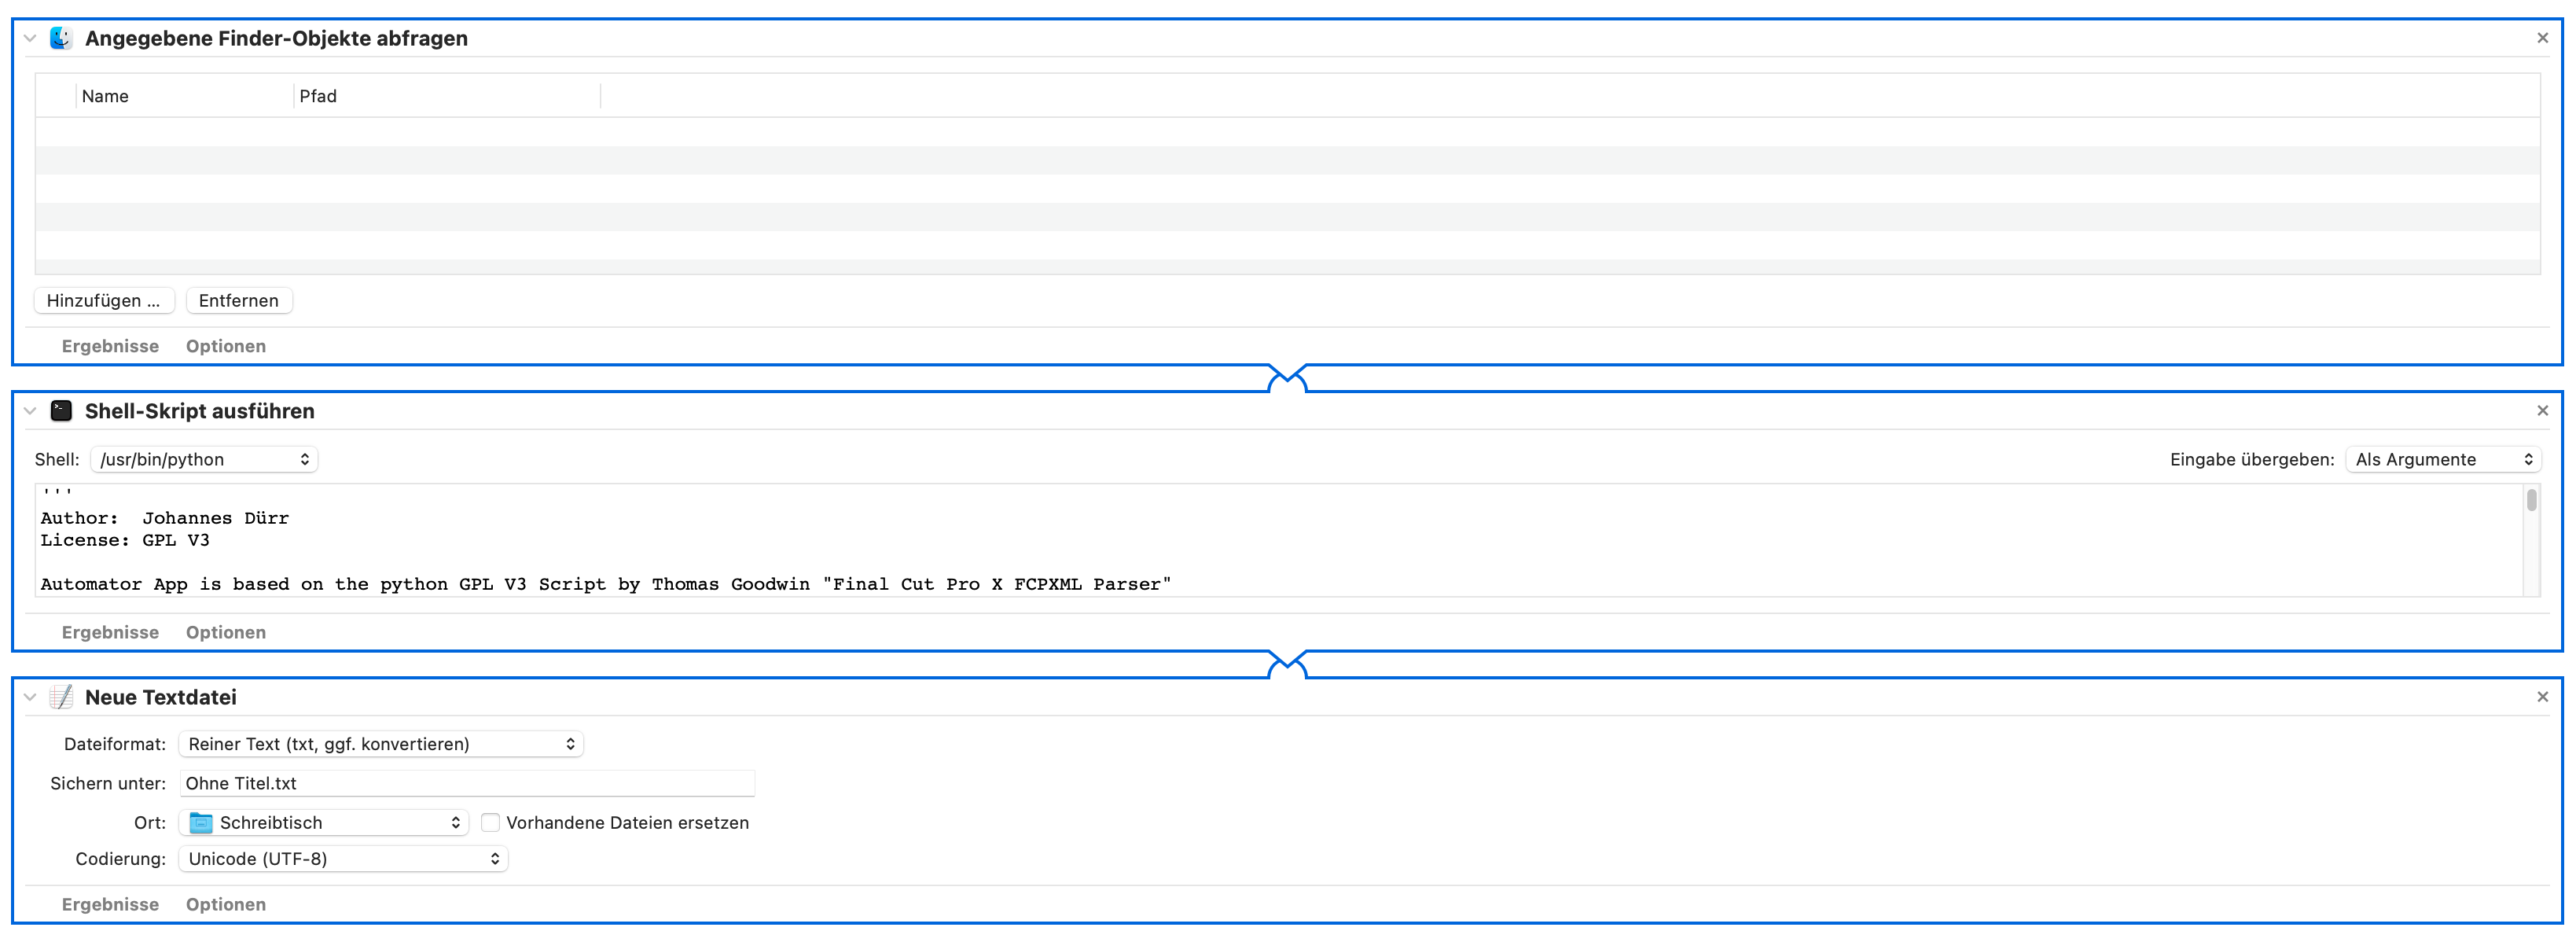 Angegebene Finder-Objekte abfragen
Name Pfad
Hinzufügen ... Entfernen
Ergebnisse Optionen
Shell-Skript ausführen
Shell: /usr/bin/python Eingabe übergeben: Als Argumente
'''
Author:  Johannes Dürr
License: GPL V3
Automator App is based on the python GPL V3 Script by Thomas Goodwin "Final Cut Pro X FCPXML Parser"
Ergebnisse Optionen
Neue Textdatei
Dateiformat: Reiner Text (txt, ggf. konvertieren)
Sichern unter: Ohne Titel.txt
Ort: Schreibtisch Vorhandene Dateien ersetzen
Codierung: Unicode (UTF-8)
Ergebnisse Optionen